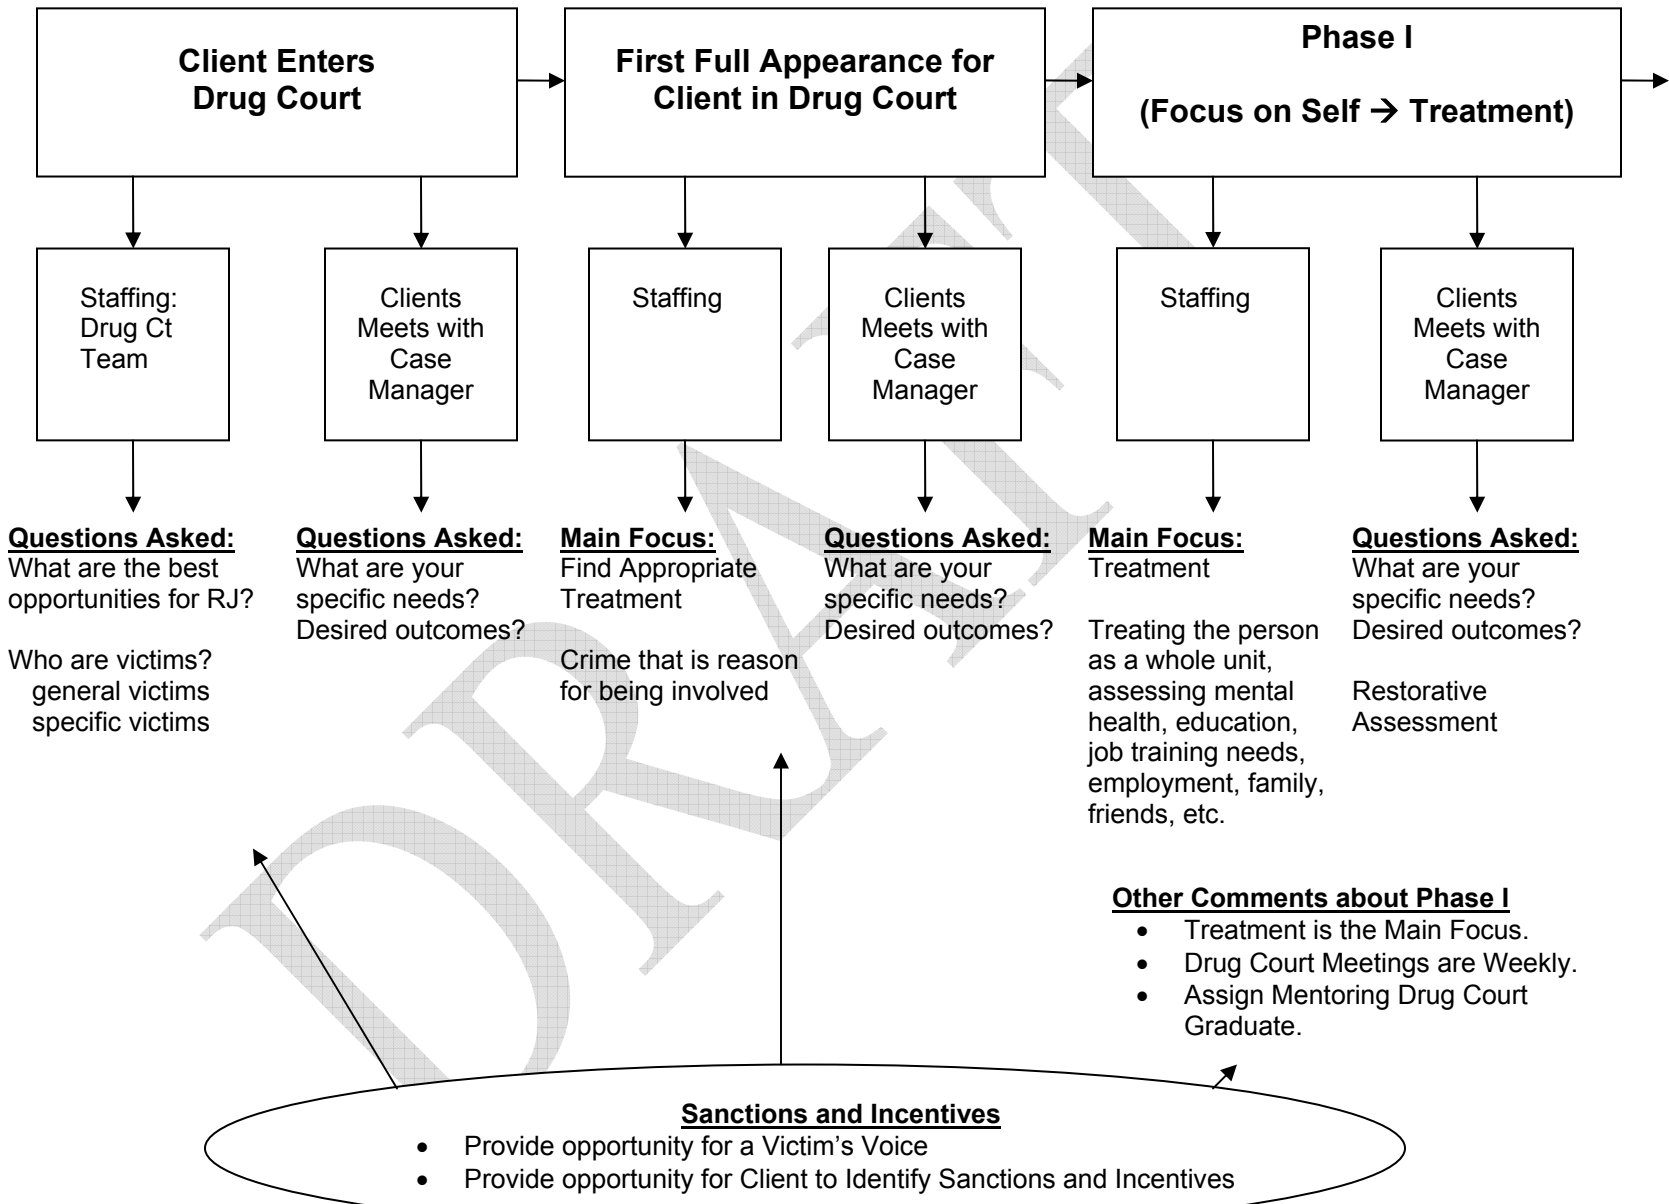 Client Enters
Drug Court
First Full Appearance for
Client in Drug Court
Phase I
(Focus on Self → Treatment)
Staffing:
Drug Ct
Team
Clients
Meets with
Case
Manager
Staffing
Clients
Meets with
Case
Manager
Staffing
Clients
Meets with
Case
Manager
Questions Asked:
What are the best
opportunities for RJ?
Who are victims?
general victims
specific victims
Questions Asked:
What are your
specific needs?
Desired outcomes?
Main Focus:
Find Appropriate
Treatment
Crime that is reason
for being involved
Questions Asked:
What are your
specific needs?
Desired outcomes?
Main Focus:
Treatment
Treating the person
as a whole unit,
assessing mental
health, education,
job training needs,
employment, family,
friends, etc.
Questions Asked:
What are your
specific needs?
Desired outcomes?
Restorative
Assessment
Other Comments about Phase I
• Treatment is the Main Focus.
• Drug Court Meetings are Weekly.
• Assign Mentoring Drug Court
Graduate.
Sanctions and Incentives
• Provide opportunity for a Victim’s Voice
• Provide opportunity for Client to Identify Sanctions and Incentives
DRAFT